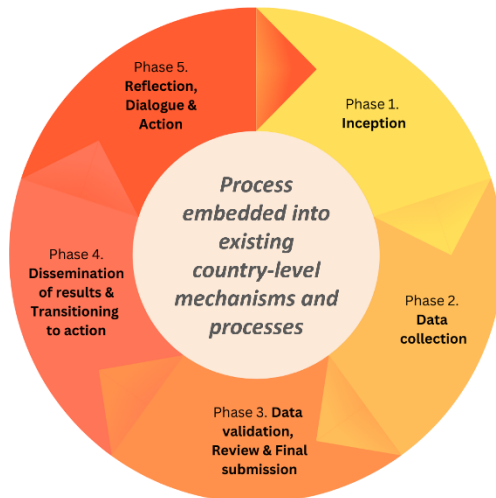 Phase 1.
Inception
Phase 2.
Data
collection
Phase 3. Data
validation,
Review & Final
submission
Phase 4.
Dissemination
of results &
Transitioning
to action
Phase 5.
Reflection,
Dialogue &
Action
Process
embedded into
existing
country-level
mechanisms and
processes